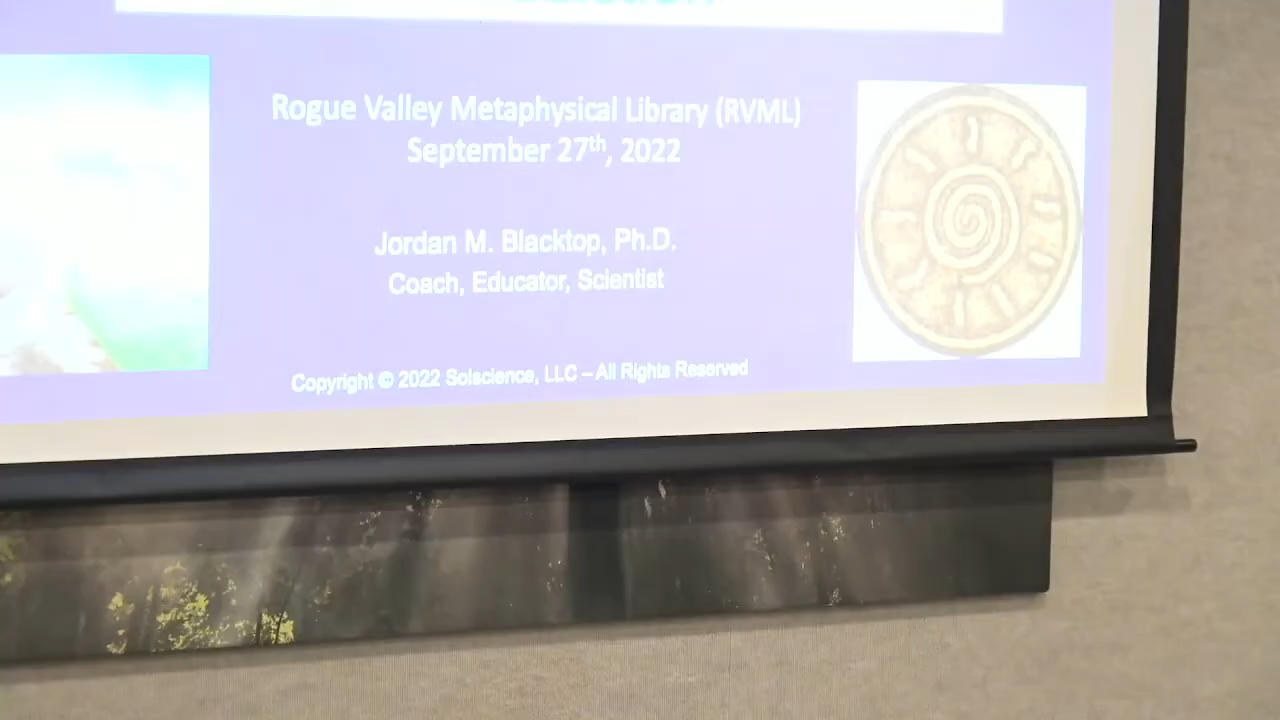 Rogue Valley Metaphysical Library (RVML)
September 27th, 2022
Jordan M. Blacktop, Ph.D.
Coach, Educator, Scientist
Copyright © 2022 Solscience, LLC – All Rights Reserved